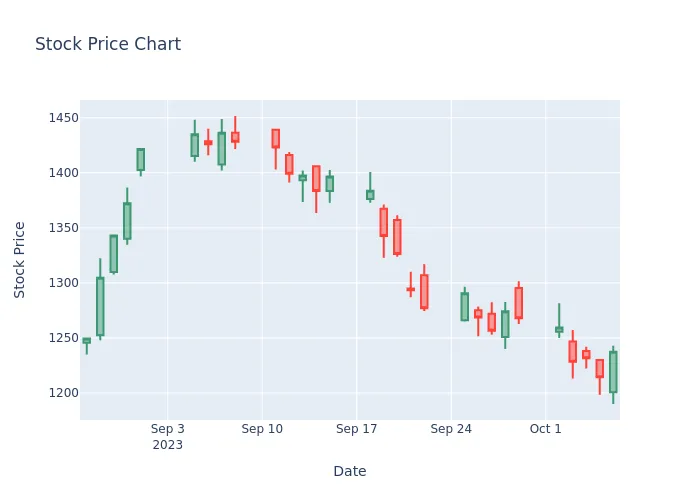 Stock Price Chart
Stock Price
1450
1400
1350
1300
1250
1200
Sep 3
2023
Sep 10
Sep 17
Sep 24
Oct 1
Date